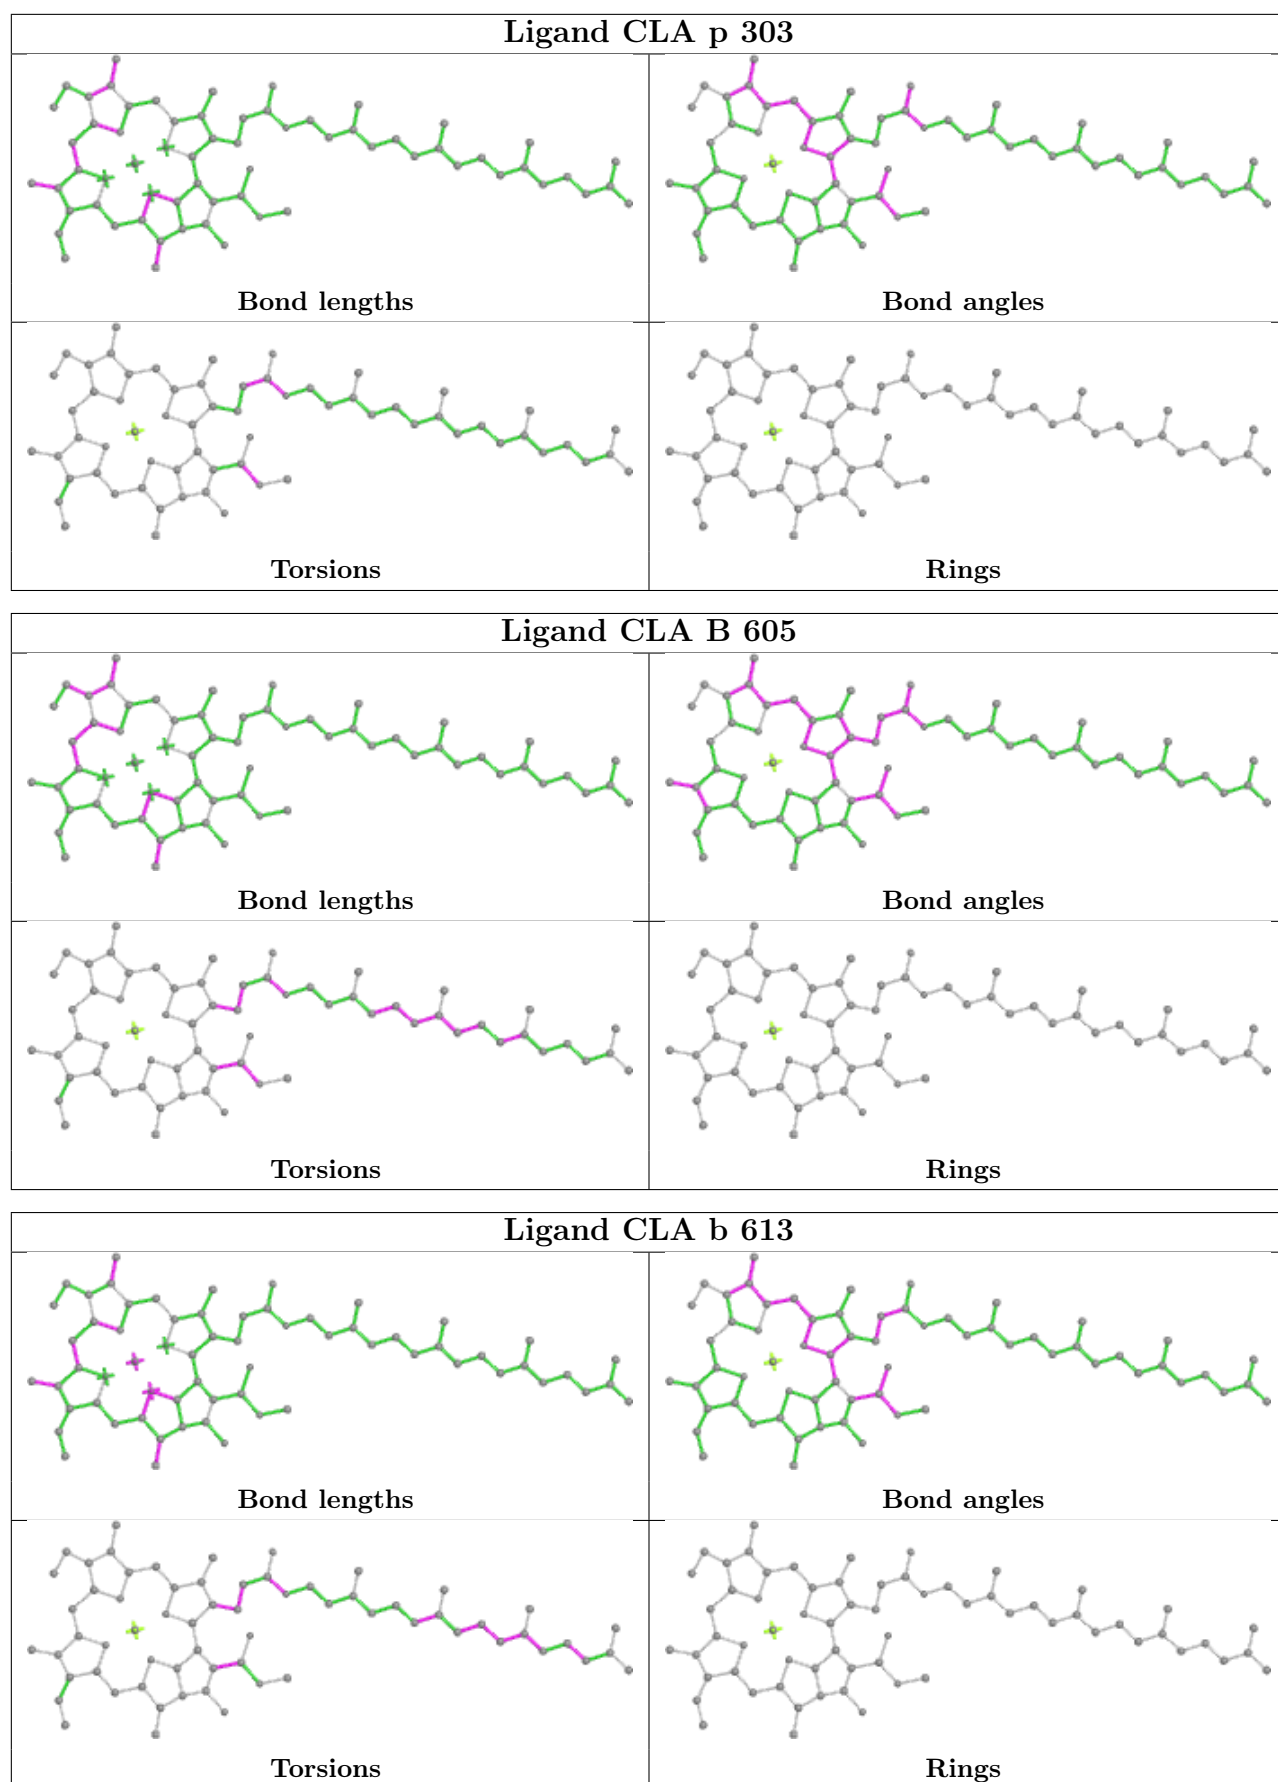 Ligand CLA p 303
Bond lengths
Bond angles
Torsions
Rings
Ligand CLA B 605
Bond lengths
Bond angles
Torsions
Rings
Ligand CLA b 613
Bond lengths
Bond angles
Torsions
Rings